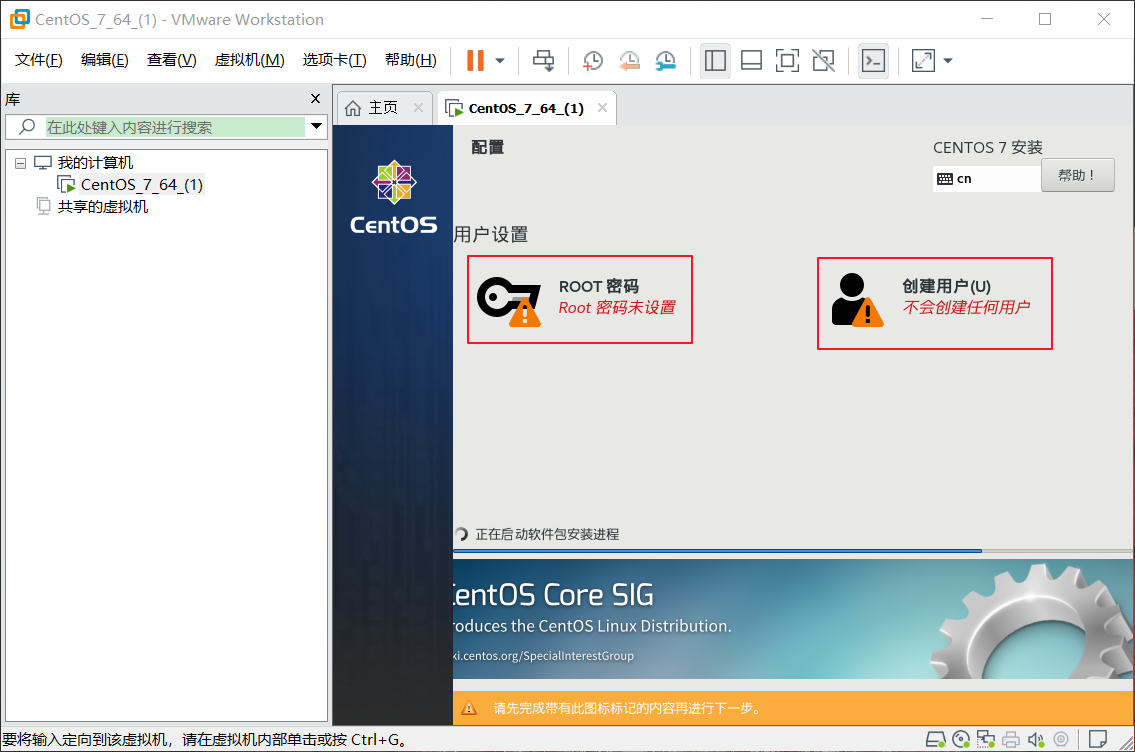 CentOS_7_64_(1) - VMware Workstation
文件(F) 编辑(E) 查看(V) 虚拟机(M) 选项卡(T) 帮助(H)
库
在此处键入内容进行搜索
我的计算机
CentOS_7_64_(1)
共享的虚拟机
主页
CentOS_7_64_(1)
CentOS
配置
CENTOS 7 安装
cn
帮助！
用户设置
ROOT 密码
Root 密码未设置
创建用户(U)
不会创建任何用户
正在启动软件包安装进程
CentOS Core SIG
roduces the CentOS Linux Distribution.
ki.centos.org/SpecialInterestGroup
请先完成带有此图标标记的内容再进行下一步。
要将输入定向到该虚拟机，请在虚拟机内部单击或按 Ctrl+G。